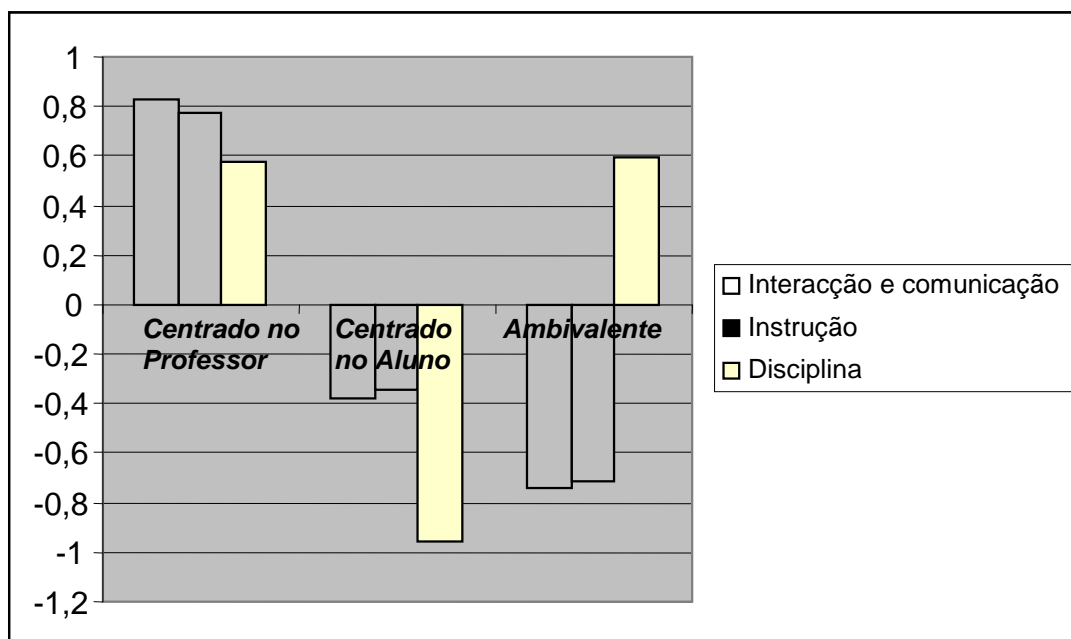 1
0,8
0,6
0,4
0,2
0
-0,2
-0,4
-0,6
-0,8
-1
-1,2
Centrado no
Professor
Centrado
no Aluno
Ambivalente
Interacção e comunicação
Instrução
Disciplina